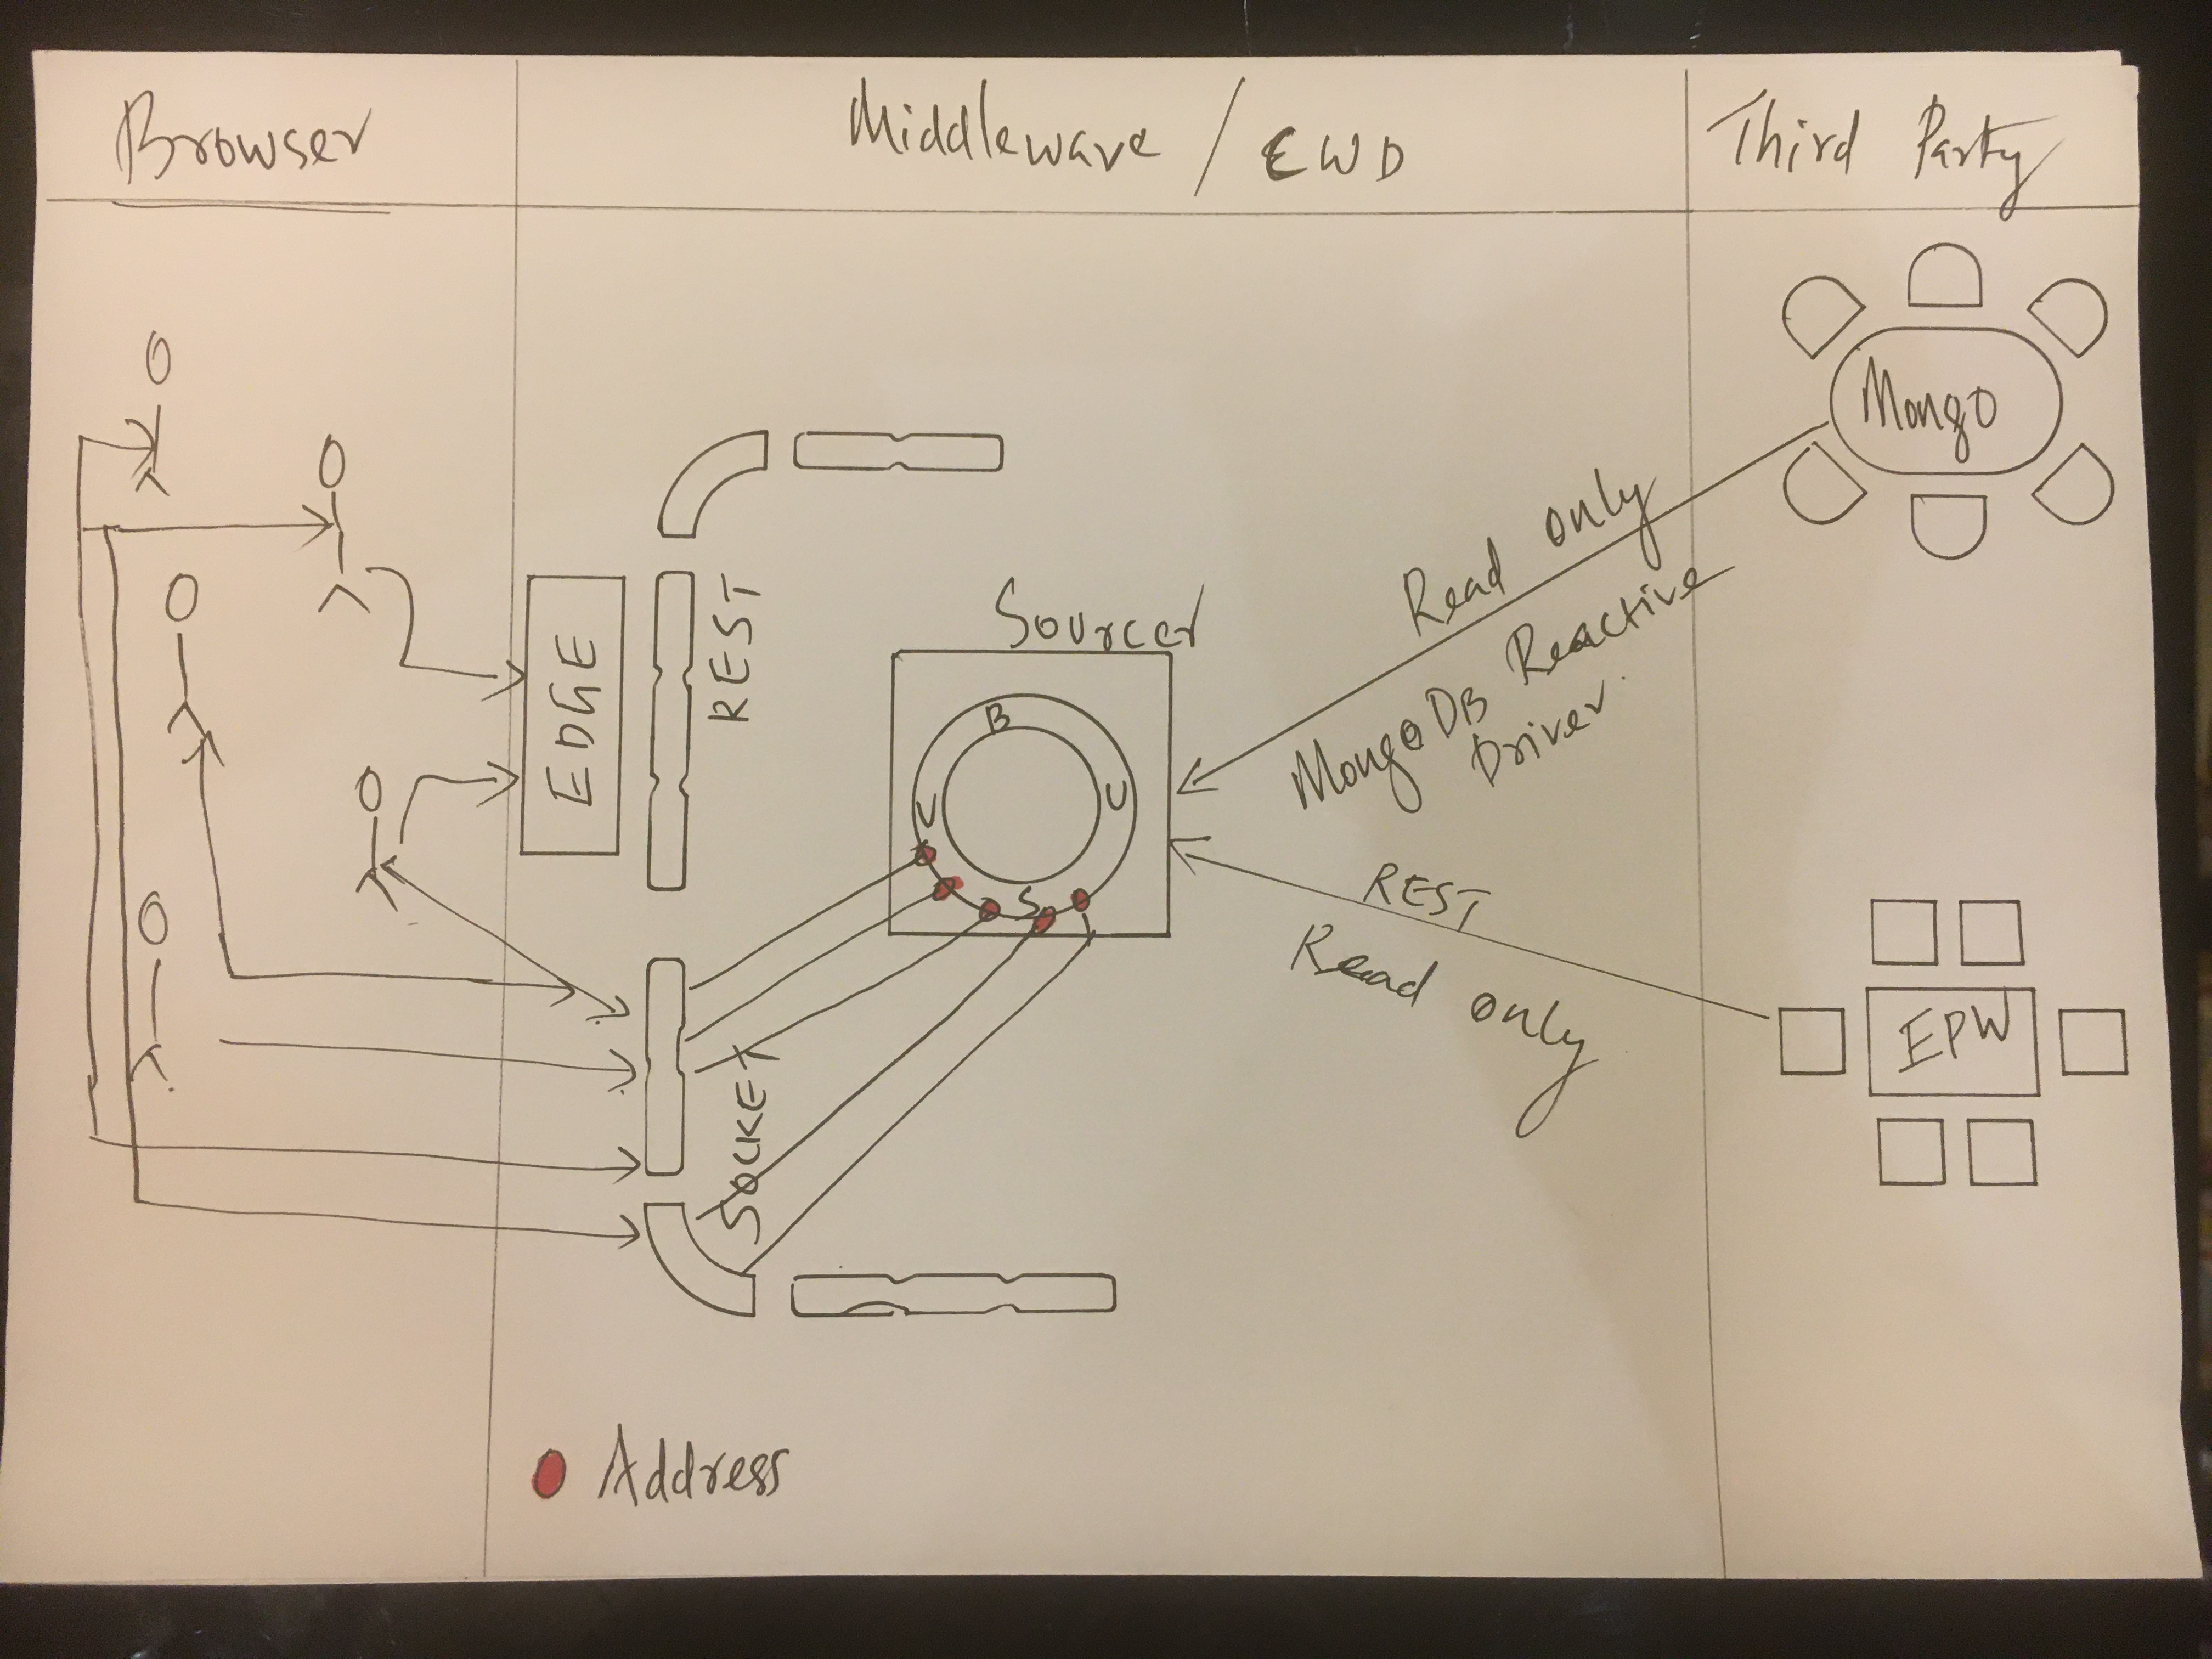 Browser
Middleware / EWD
Third Party
Mongo
Read only
MongoDB Reactive
Driver
EDGE
REST
Sourcer
B
U
S
REST
Read only
EPW
SOCKET
Address